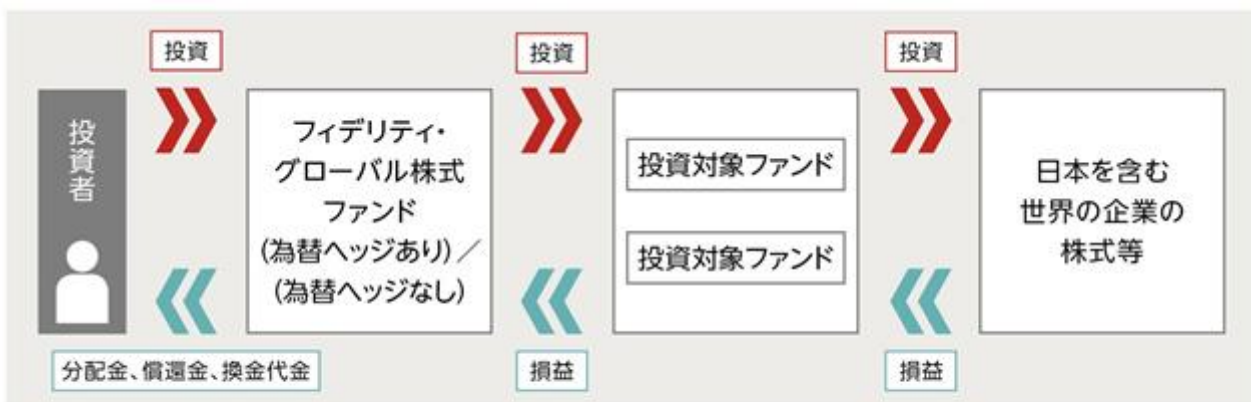 投資
投資
投資
投資者
フィデリティ・
グローバル株式
ファンド
(為替ヘッジあり)／
(為替ヘッジなし)
投資対象ファンド
投資対象ファンド
日本を含む
世界の企業の
株式等
分配金、償還金、換金代金
損益
損益